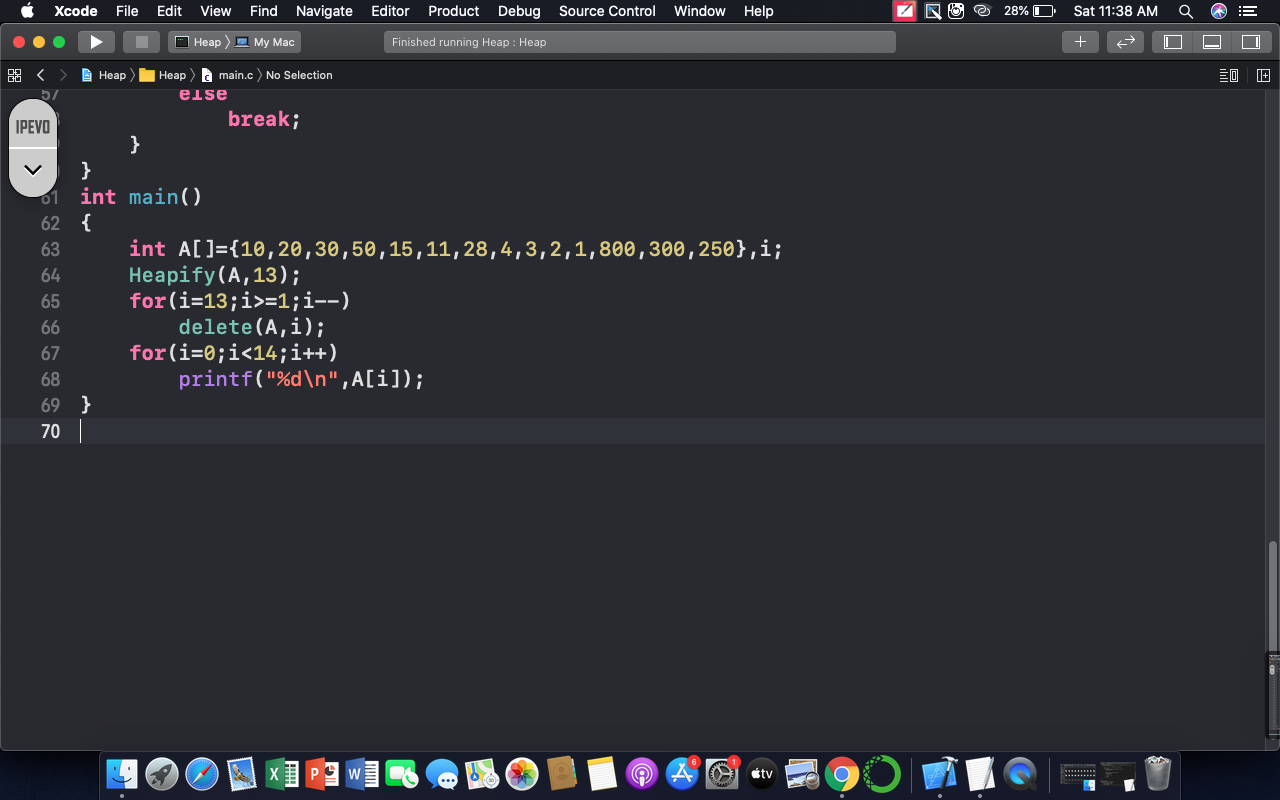 Xcode File Edit View Find Navigate Editor Product Debug Source Control Window Help 28% Sat 11:38 AM
Heap 〉 My Mac Finished running Heap : Heap
Heap 〉 Heap 〉 main.c 〉 No Selection
57 else
IPEVO
break;
}
}
61 int main()
62 {
63 int A[]={10,20,30,50,15,11,28,4,3,2,1,800,300,250},i;
64 Heapify(A,13);
65 for(i=13;i>=1;i--)
66 delete(A,i);
67 for(i=0;i<14;i++)
68 printf("%d\n",A[i]);
69 }
70
6 1
X P W 30 tv